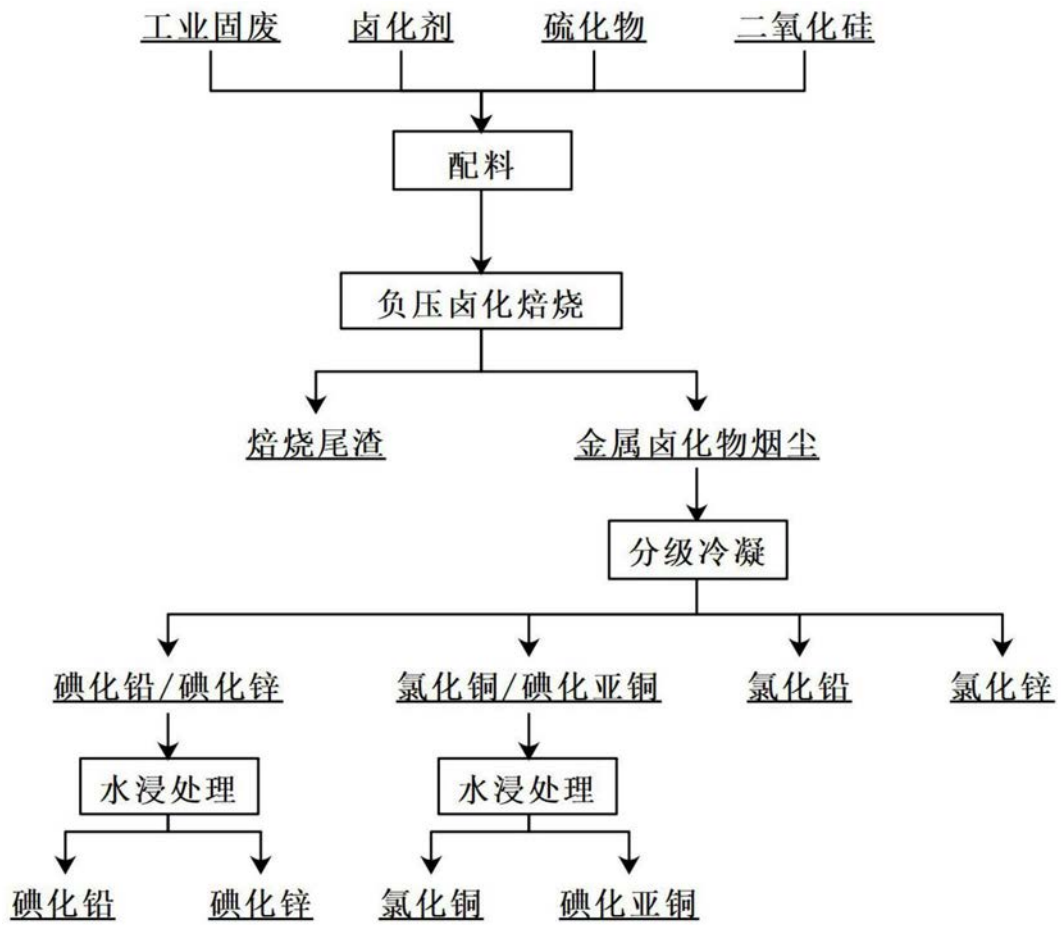 工业固废 卤化剂 硫化物 二氧化硅
配料
负压卤化焙烧
焙烧尾渣 金属卤化物烟尘
分级冷凝
碘化铅/碘化锌 氯化铜/碘化亚铜 氯化铅 氯化锌
水浸处理 水浸处理
碘化铅 碘化锌 氯化铜 碘化亚铜